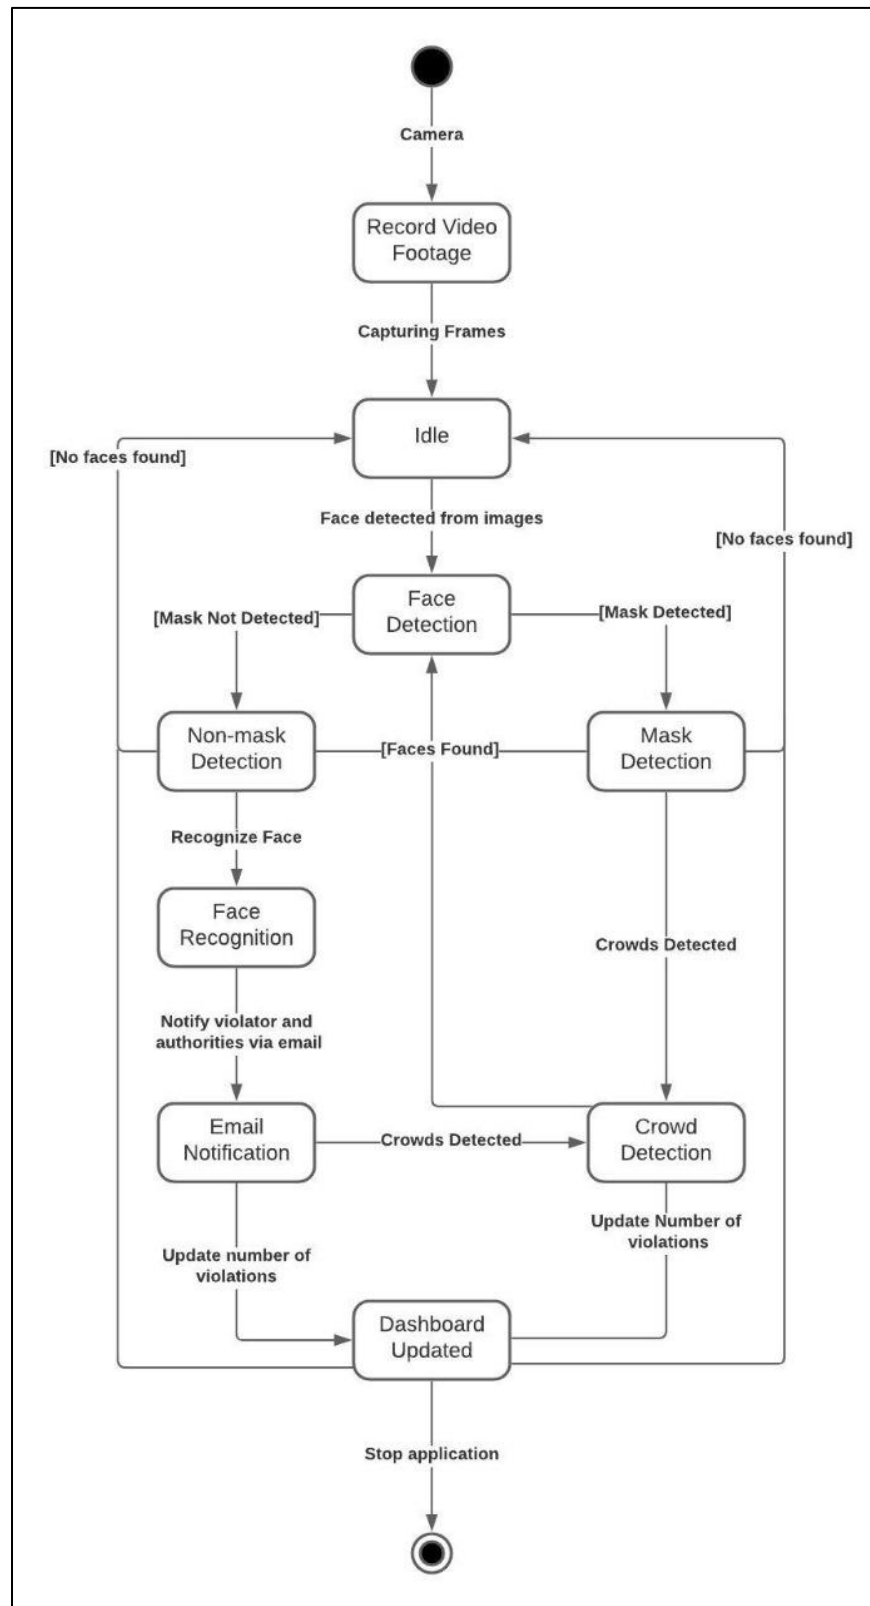 Camera
Record Video
Footage
Capturing Frames
Idle
[No faces found]
Face detected from images
[No faces found]
Face
Detection
[Mask Not Detected]
[Mask Detected]
Non-mask
Detection
[Faces Found]
Mask
Detection
Recognize Face
Face
Recognition
Crowds Detected
Notify violator and
authorities via email
Email
Notification
Crowds Detected
Crowd
Detection
Update Number of
violations
Update number of
violations
Dashboard
Updated
Stop application